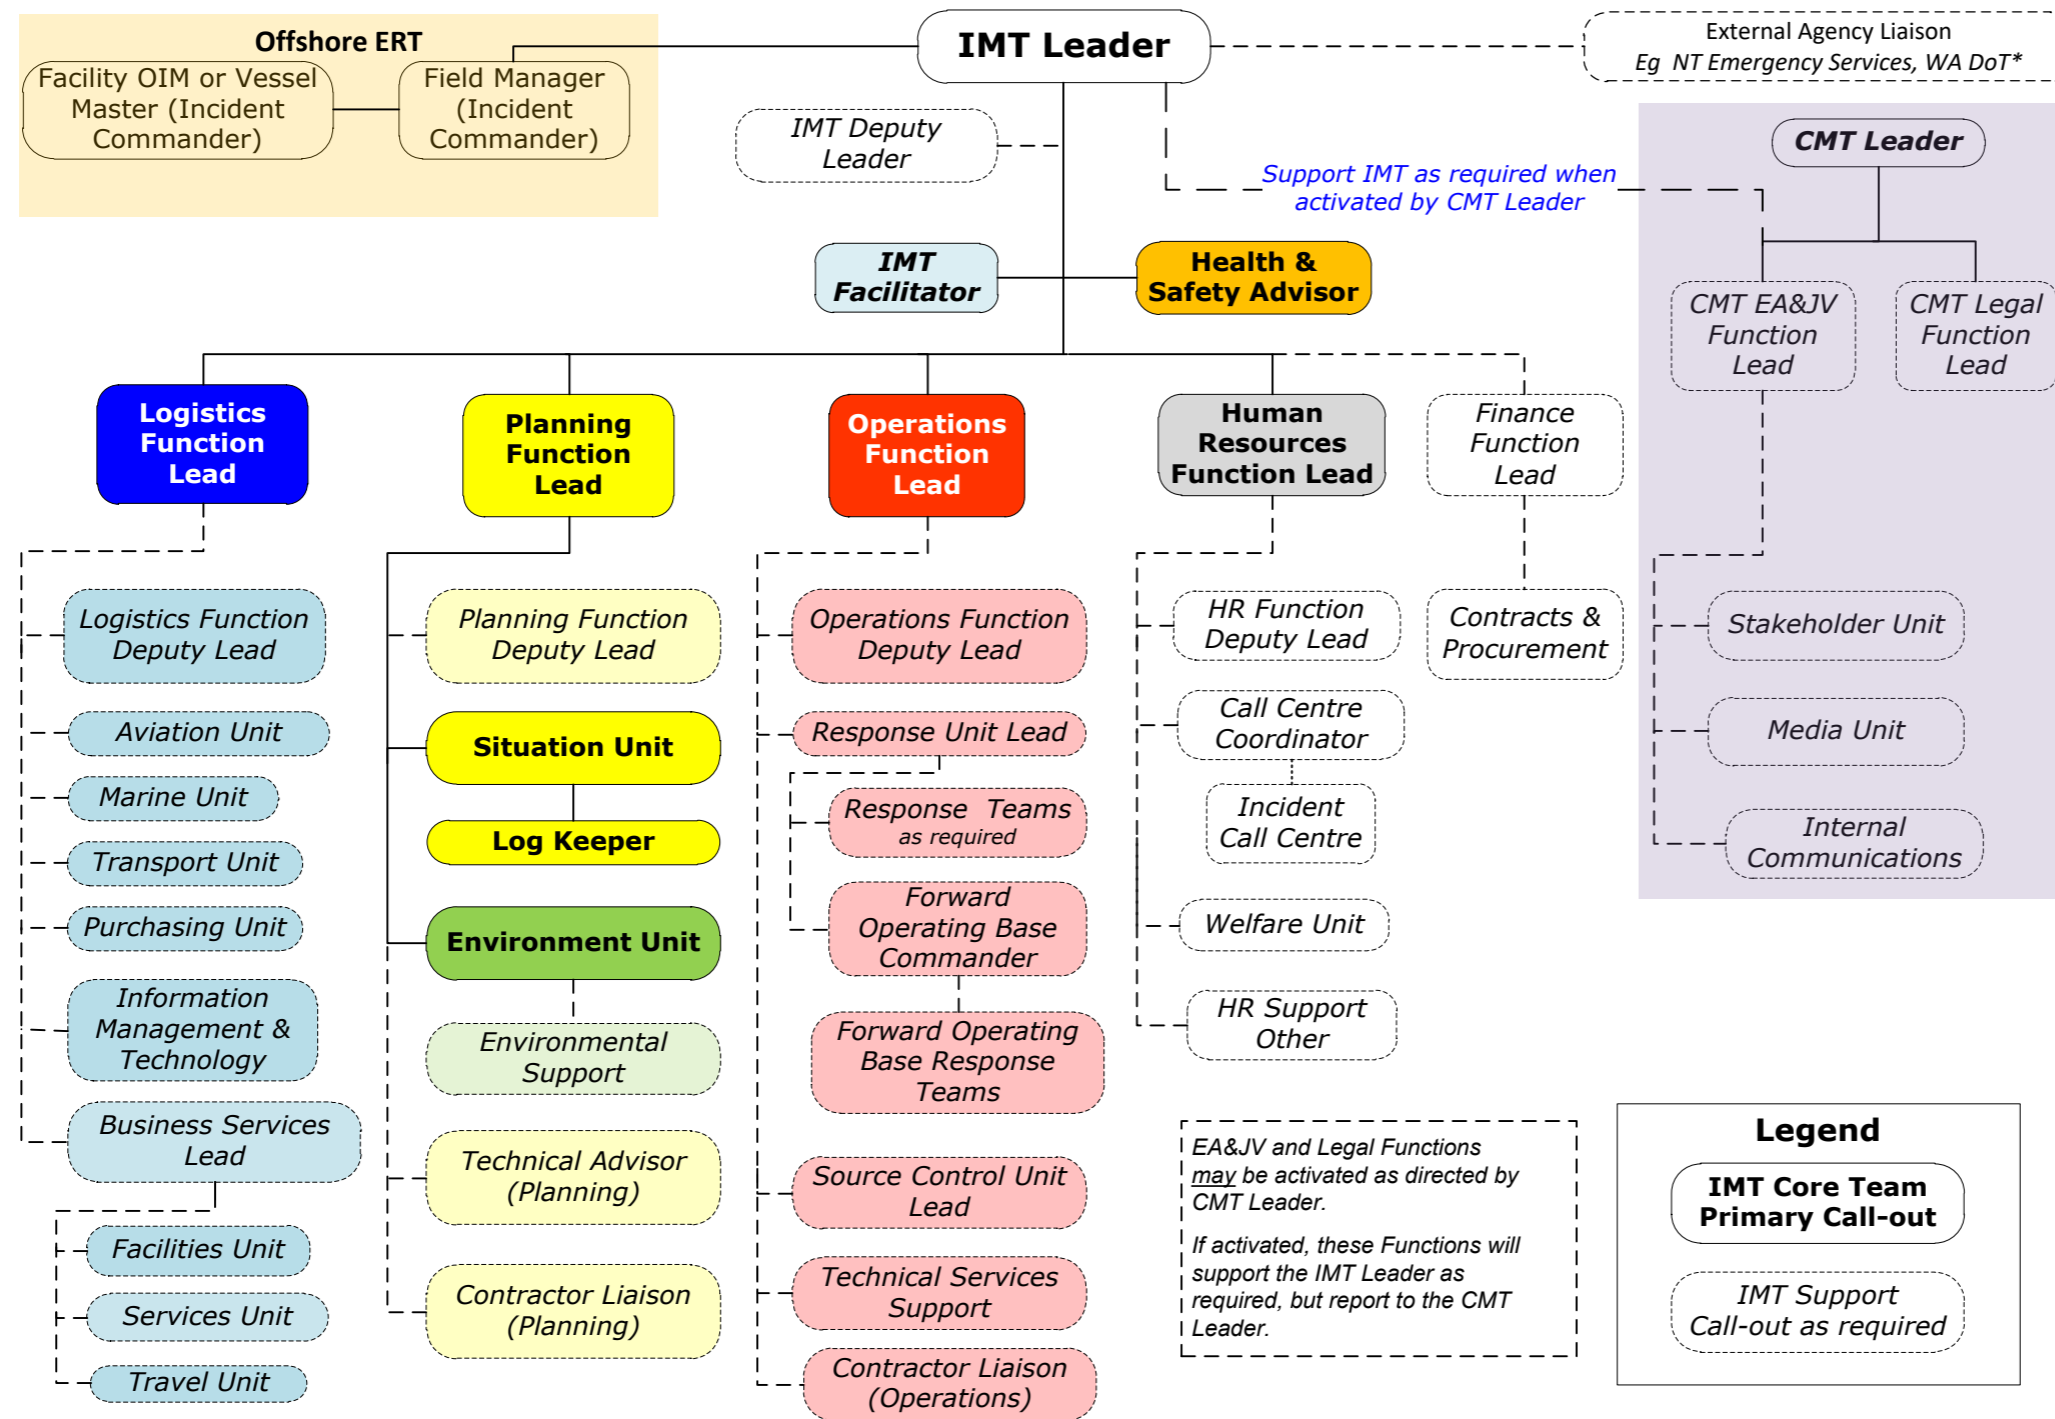 Offshore ERT
Facility OIM or Vessel
Master (Incident
Commander)
Field Manager
(Incident
Commander)
IMT Leader
External Agency Liaison
Eg NT Emergency Services, WA DoT*
IMT Deputy
Leader
Support IMT as required when
activated by CMT Leader
CMT Leader
IMT
Facilitator
Health &
Safety Advisor
CMT EA&JV
Function
Lead
CMT Legal
Function
Lead
Logistics
Function
Lead
Planning
Function
Lead
Operations
Function
Lead
Human
Resources
Function Lead
Finance
Function
Lead
Logistics Function
Deputy Lead
Aviation Unit
Marine Unit
Transport Unit
Purchasing Unit
Information
Management &
Technology
Business Services
Lead
Facilities Unit
Services Unit
Travel Unit
Planning Function
Deputy Lead
Situation Unit
Log Keeper
Environment Unit
Environmental
Support
Technical Advisor
(Planning)
Contractor Liaison
(Planning)
Operations Function
Deputy Lead
Response Unit Lead
Response Teams
as required
Forward
Operating Base
Commander
Forward Operating
Base Response
Teams
Source Control Unit
Lead
Technical Services
Support
Contractor Liaison
(Operations)
HR Function
Deputy Lead
Call Centre
Coordinator
Incident
Call Centre
Welfare Unit
HR Support
Other
Contracts &
Procurement
Stakeholder Unit
Media Unit
Internal
Communications
EA&JV and Legal Functions
may be activated as directed by
CMT Leader.
If activated, these Functions will
support the IMT Leader as
required, but report to the CMT
Leader.
Legend
IMT Core Team
Primary Call-out
IMT Support
Call-out as required